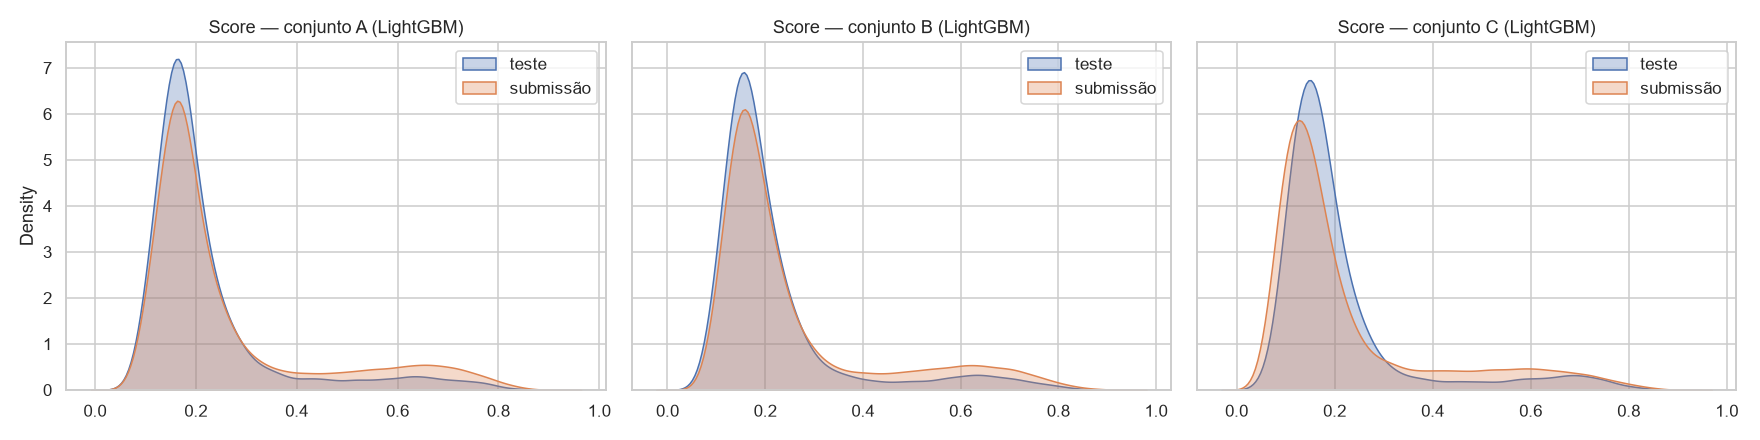 Score — conjunto A (LightGBM)
teste
submissão
Density
7
6
5
4
3
2
1
0
0.0 0.2 0.4 0.6 0.8 1.0
Score — conjunto B (LightGBM)
teste
submissão
0.0 0.2 0.4 0.6 0.8 1.0
Score — conjunto C (LightGBM)
teste
submissão
0.0 0.2 0.4 0.6 0.8 1.0